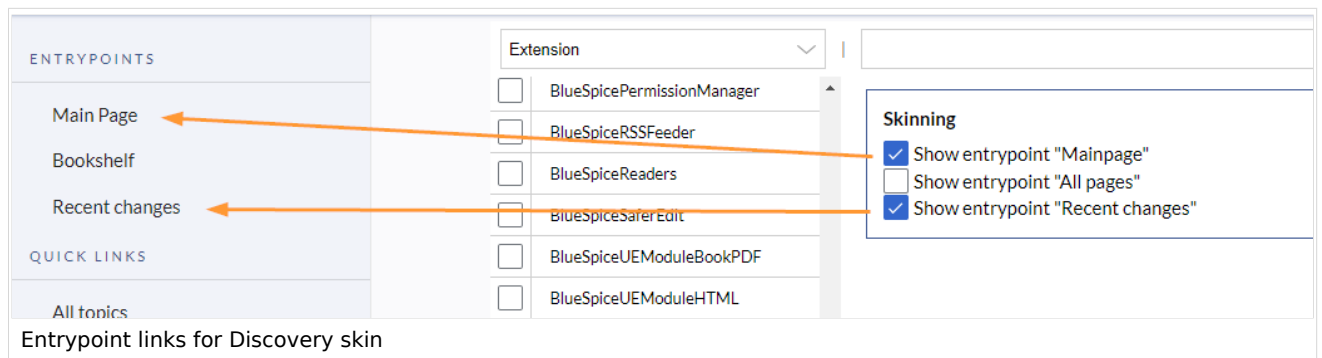 ENTRYPOINTS
Main Page
Bookshelf
Recent changes
QUICK LINKS
All topics
Extension
BlueSpicePermissionManager
BlueSpiceRSSFeeder
BlueSpiceReaders
BlueSpiceSaferEdit
BlueSpiceUEModuleBookPDF
BlueSpiceUEModuleHTML
|
Skinning
Show entrypoint "Mainpage"
Show entrypoint "All pages"
Show entrypoint "Recent changes"
Entrypoint links for Discovery skin